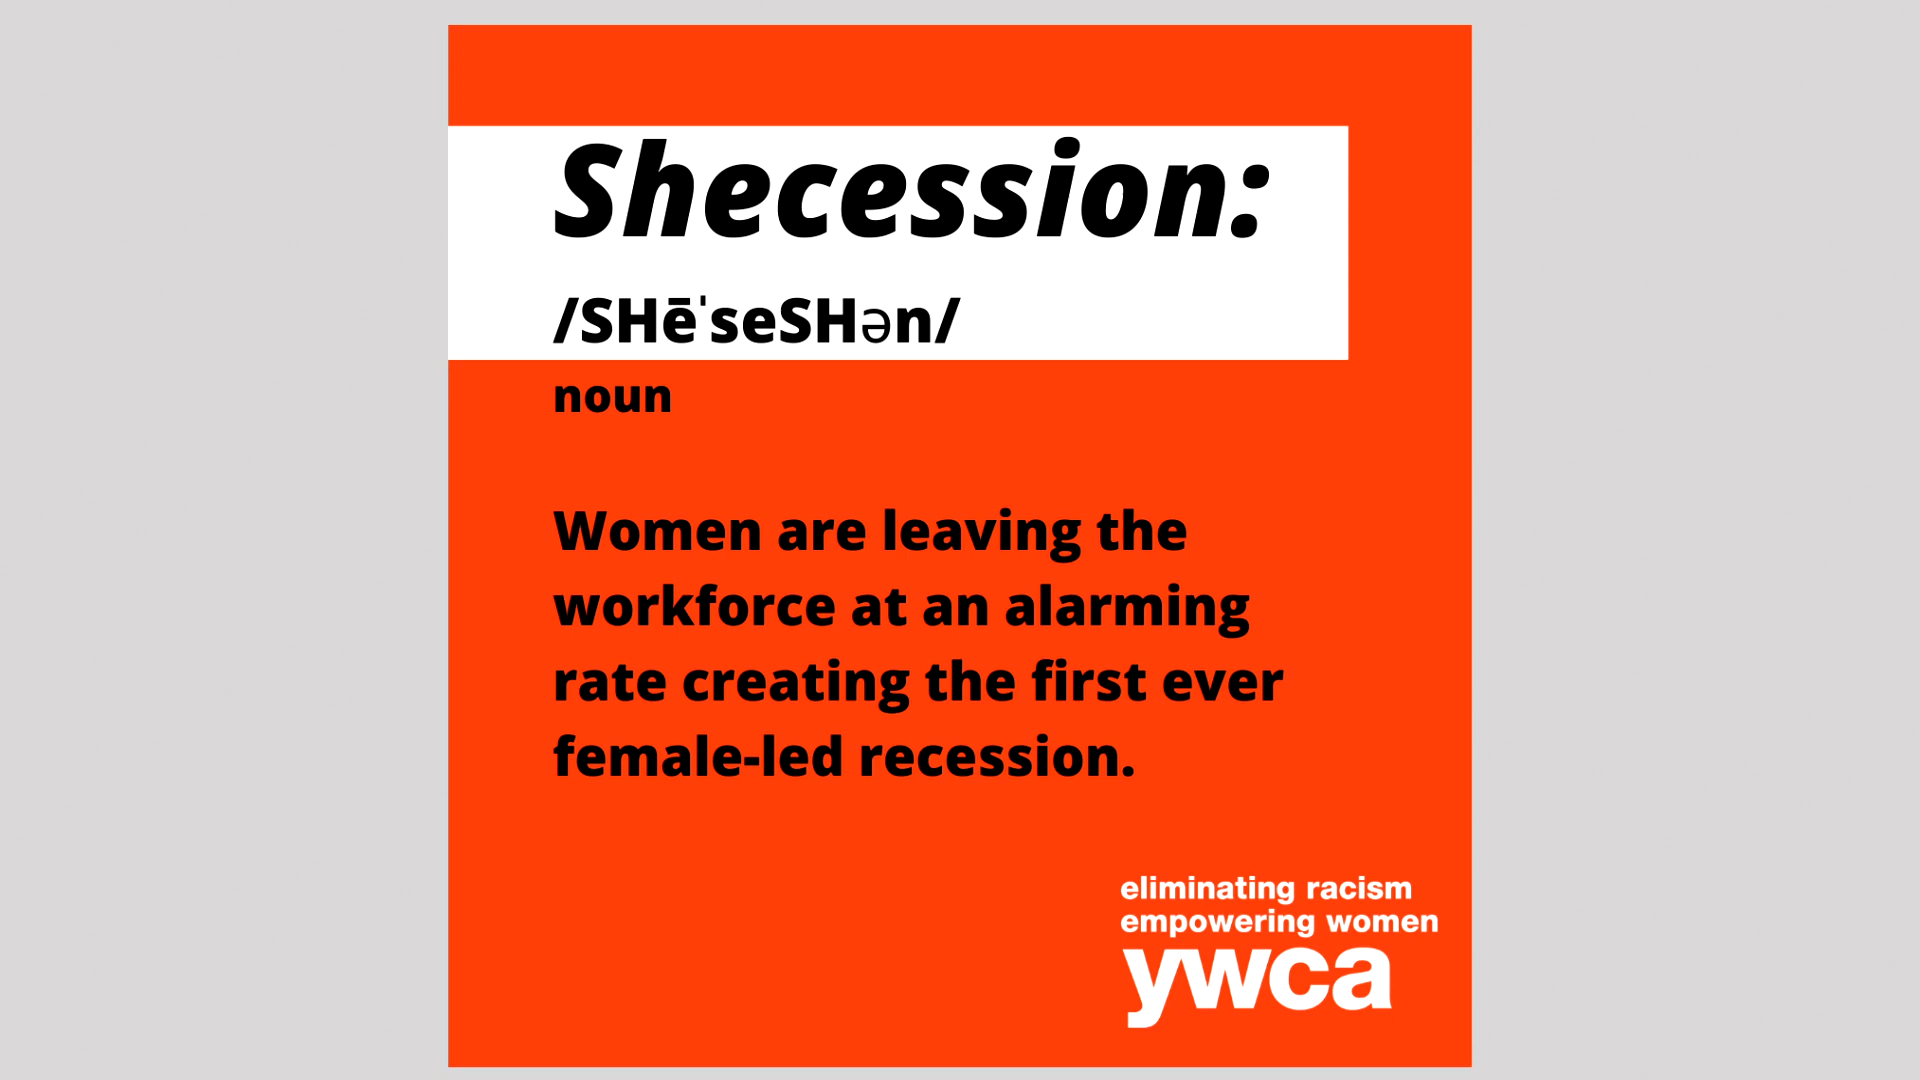 Shecession:
/SHēˈseSHən/
noun
Women are leaving the
workforce at an alarming
rate creating the first ever
female-led recession.
eliminating racism
empowering women
ywca